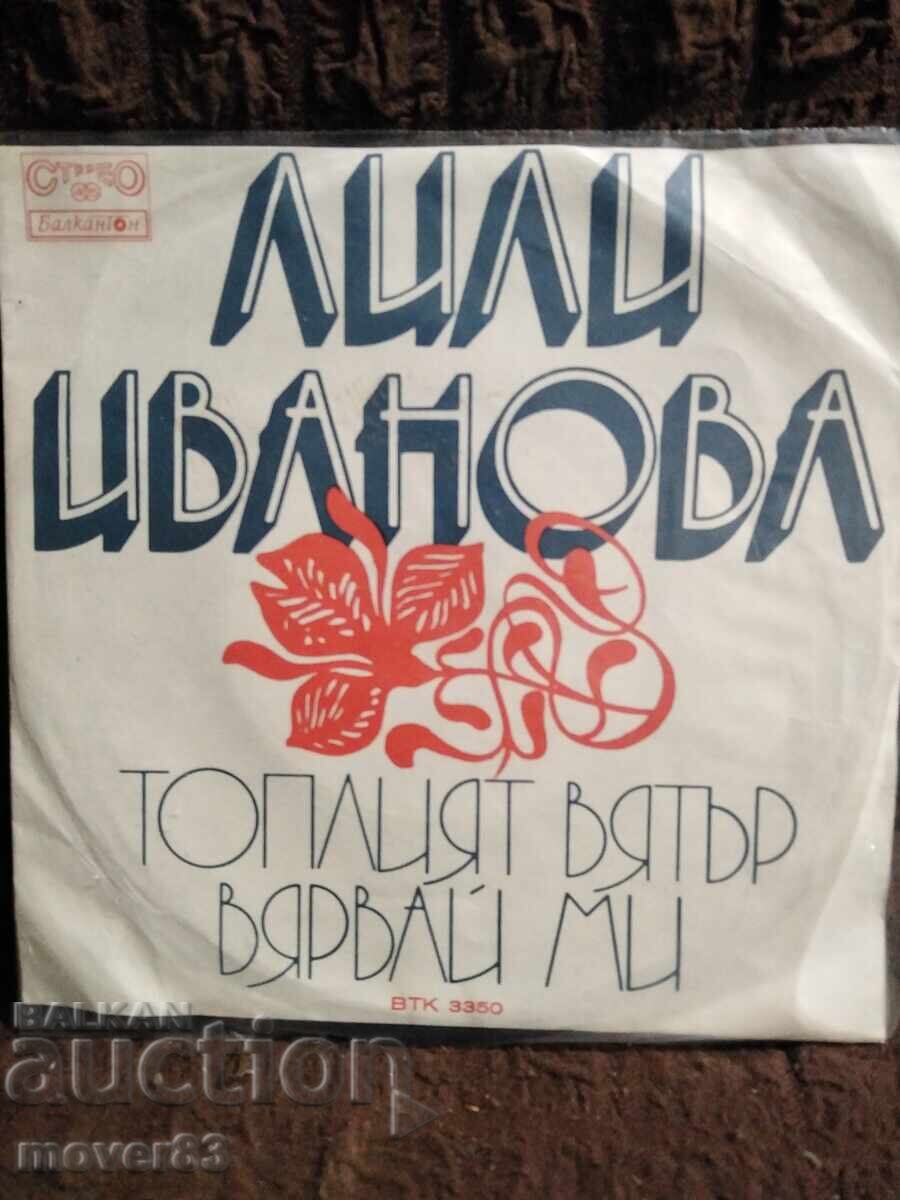 СТЕРЕО
Балкантон
ЛИЛИ
ИВАНОВА
ТОПЛИЯТ ВЯТЪР
ВЯРВАЙ МИ
ВТК 3350
BALKAN
auction
mover83